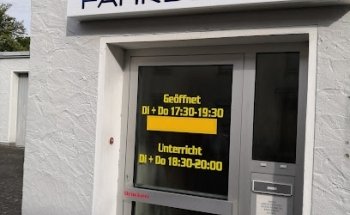 Geöffnet
Di + Do 17:30-19:30
Unterricht
Di + Do 18:30-20:00